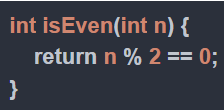 int isEven(int n) {
    return n % 2 == 0;
}